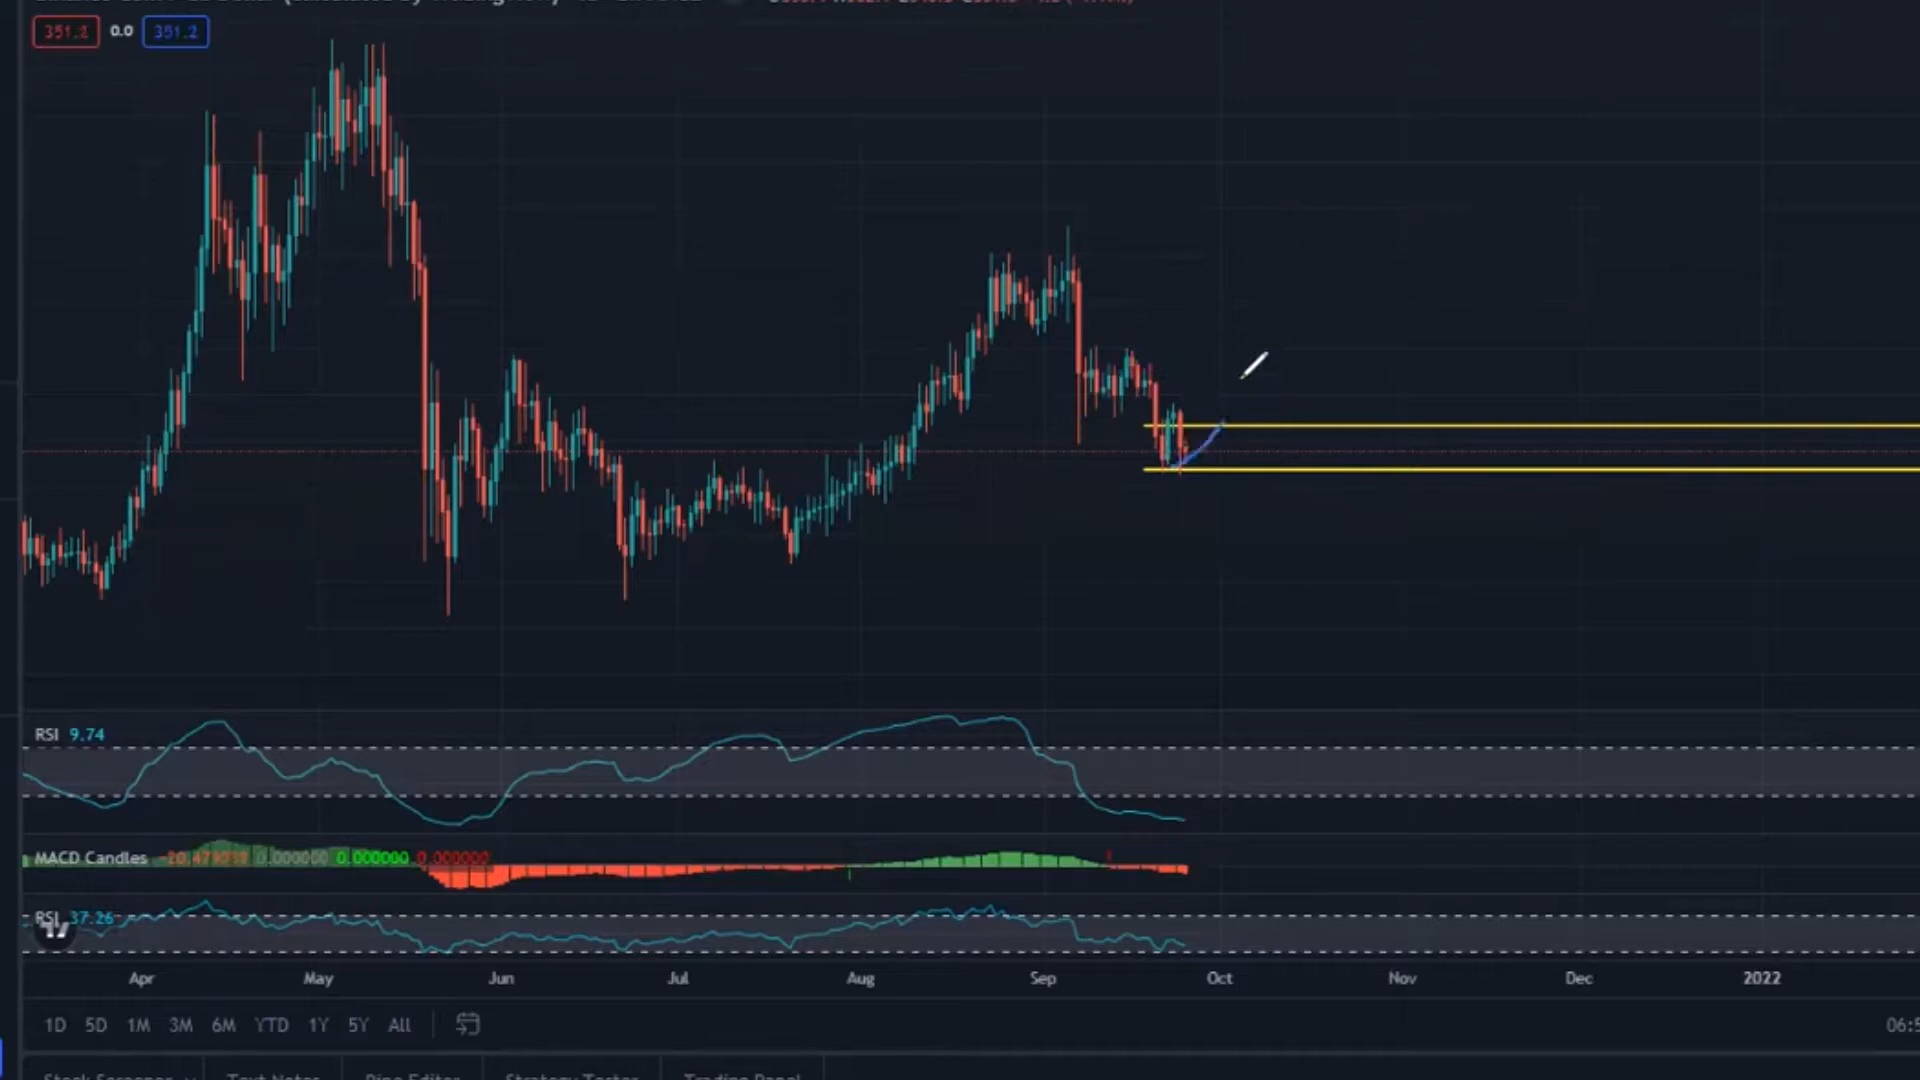 351.2 0.0 351.2
RSI 9.74
MACD Candles -20.479039 0.000000 0.000000 0.000000
RSI 37.26
Apr May Jun Jul Aug Sep Oct Nov Dec 2022
1D 5D 1M 3M 6M YTD 1Y 5Y All